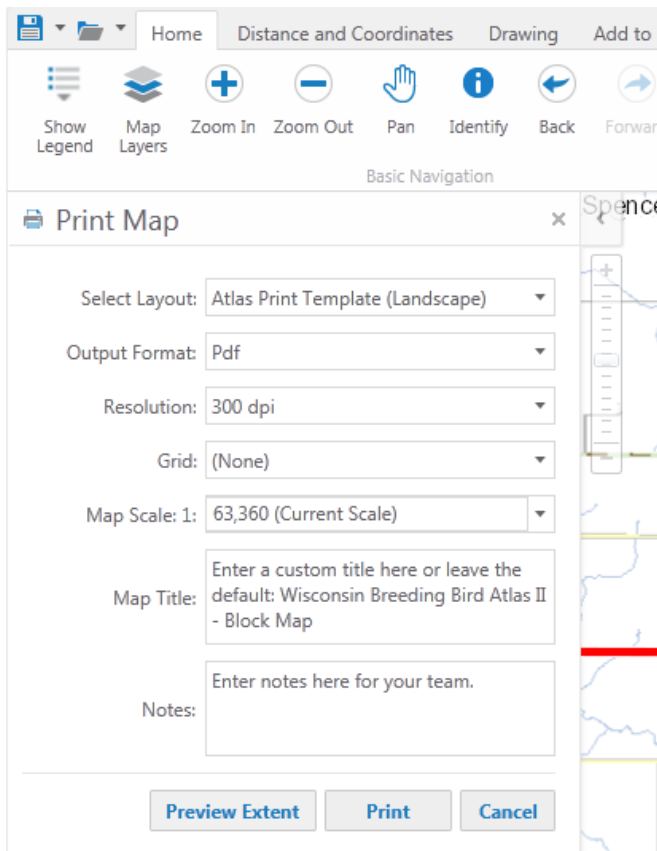 Home Distance and Coordinates Drawing Add to
Show Legend
Map Layers
Zoom In
Zoom Out
Pan
Identify
Back
Forwar
Basic Navigation
Print Map
Spence
Select Layout: Atlas Print Template (Landscape)
Output Format: Pdf
Resolution: 300 dpi
Grid: (None)
Map Scale: 1: 63,360 (Current Scale)
Map Title: Enter a custom title here or leave the
default: Wisconsin Breeding Bird Atlas II
- Block Map
Notes: Enter notes here for your team.
Preview Extent Print Cancel